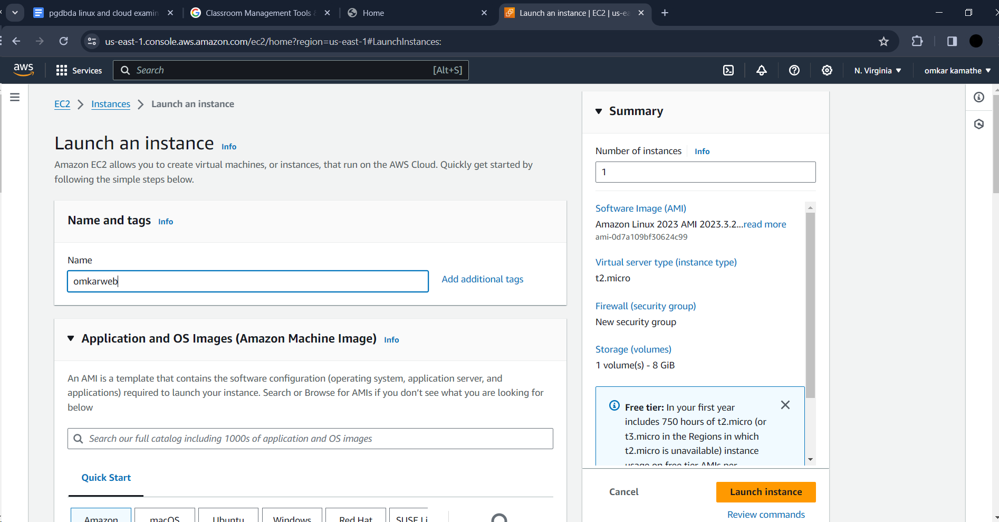 pgdbda linux and cloud examin
Classroom Management Tools &
Home
Launch an instance | EC2 | us-ea
us-east-1.console.aws.amazon.com/ec2/home?region=us-east-1#LaunchInstances:
aws
Services
Search
[Alt+S]
N. Virginia
omkar kamathe
EC2
Instances
Launch an instance
Launch an instance Info
Amazon EC2 allows you to create virtual machines, or instances, that run on the AWS Cloud. Quickly get started by
following the simple steps below.
Name and tags Info
Name
omkarweb
Add additional tags
Application and OS Images (Amazon Machine Image) Info
An AMI is a template that contains the software configuration (operating system, application server, and
applications) required to launch your instance. Search or Browse for AMIs if you don’t see what you are looking for
below
Search our full catalog including 1000s of application and OS images
Quick Start
Amazon
macOS
Ubuntu
Windows
Red Hat
SUSE Li
Summary
Number of instances Info
1
Software Image (AMI)
Amazon Linux 2023 AMI 2023.3.2...read more
ami-0d7a109bf30624c99
Virtual server type (instance type)
t2.micro
Firewall (security group)
New security group
Storage (volumes)
1 volume(s) - 8 GiB
Free tier: In your first year
includes 750 hours of t2.micro (or
t3.micro in the Regions in which
t2.micro is unavailable) instance
usage on free tier AMIs per
Cancel
Launch instance
Review commands